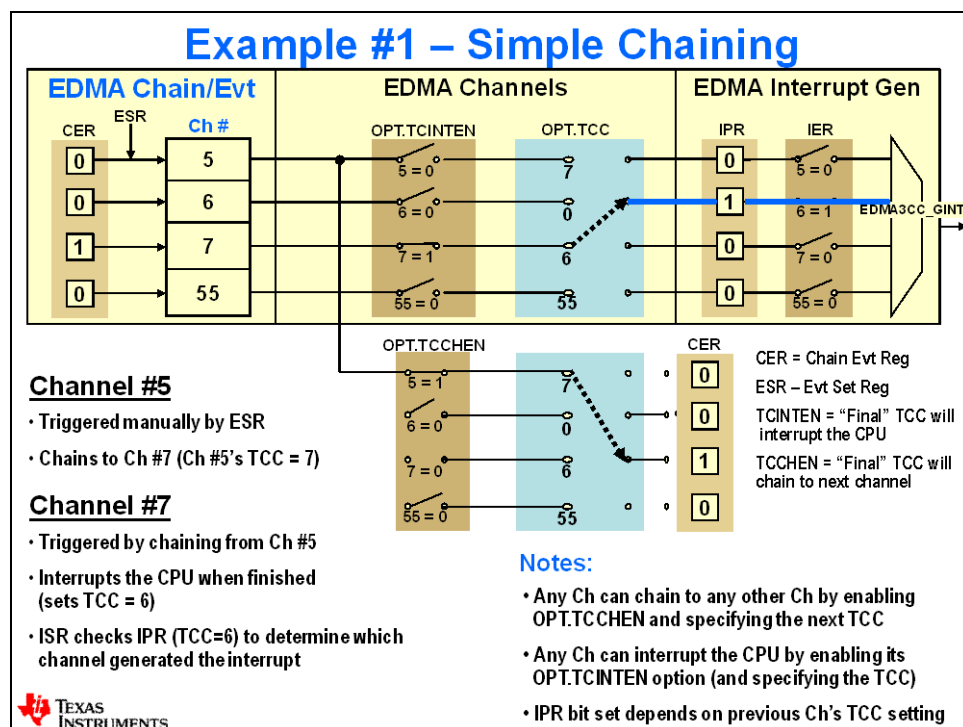 Example #1 – Simple Chaining
EDMA Chain/Evt
EDMA Channels
EDMA Interrupt Gen
ESR
CER
Ch #
OPT.TCINTEN
OPT.TCC
IPR
IER
0
5
5 = 0
7
0
5 = 0
0
6
6 = 0
0
1
6 = 1
EDMA3CC_GINT
1
7
7 = 1
6
0
7 = 0
0
55
55 = 0
55
0
55 = 0
OPT.TCCHEN
CER
5 = 1
7
0
6 = 0
0
0
7 = 0
6
1
55 = 0
55
0
CER = Chain Evt Reg
ESR – Evt Set Reg
TCINTEN = “Final” TCC will
interrupt the CPU
TCCHEN = “Final” TCC will
chain to next channel
Channel #5
• Triggered manually by ESR
• Chains to Ch #7 (Ch #5's TCC = 7)
Channel #7
• Triggered by chaining from Ch #5
• Interrupts the CPU when finished
(sets TCC = 6)
• ISR checks IPR (TCC=6) to determine which
channel generated the interrupt
Notes:
• Any Ch can chain to any other Ch by enabling
OPT.TCCHEN and specifying the next TCC
• Any Ch can interrupt the CPU by enabling its
OPT.TCINTEN option (and specifying the TCC)
• IPR bit set depends on previous Ch's TCC setting
TEXAS
INSTRUMENTS